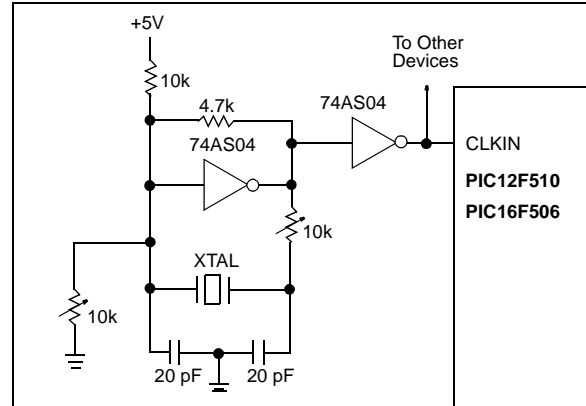 +5V
To Other
Devices
10k
4.7k
74AS04
74AS04
CLKIN
PIC12F510
PIC16F506
10k
XTAL
10k
20 pF
20 pF